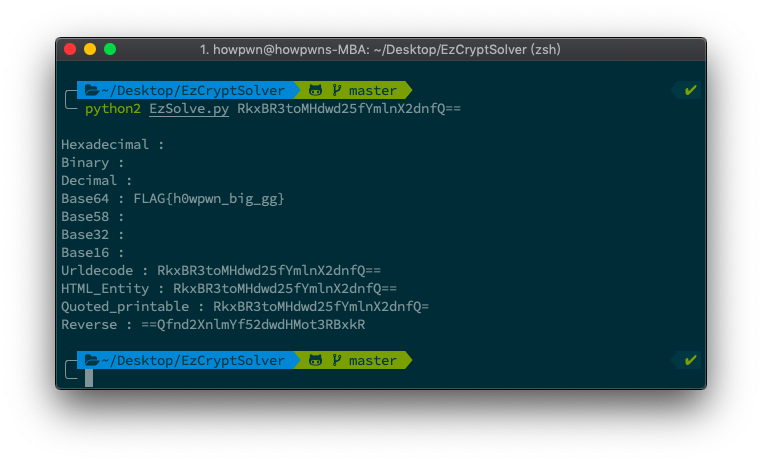 1. howpwn@howpwns-MBA: ~/Desktop/EzCryptSolver (zsh)
~/Desktop/EzCryptSolver master ✔
python2 EzSolve.py RkxBR3toMHdwd25fYmlnX2dnfQ==
Hexadecimal :
Binary :
Decimal :
Base64 : FLAG{h0wpwn_big_gg}
Base58 :
Base32 :
Base16 :
Urldecode : RkxBR3toMHdwd25fYmlnX2dnfQ==
HTML_Entity : RkxBR3toMHdwd25fYmlnX2dnfQ==
Quoted_printable : RkxBR3toMHdwd25fYmlnX2dnfQ=
Reverse : ==Qfnd2XnlmYf52dwdHMot3RBxkR
~/Desktop/EzCryptSolver master ✔